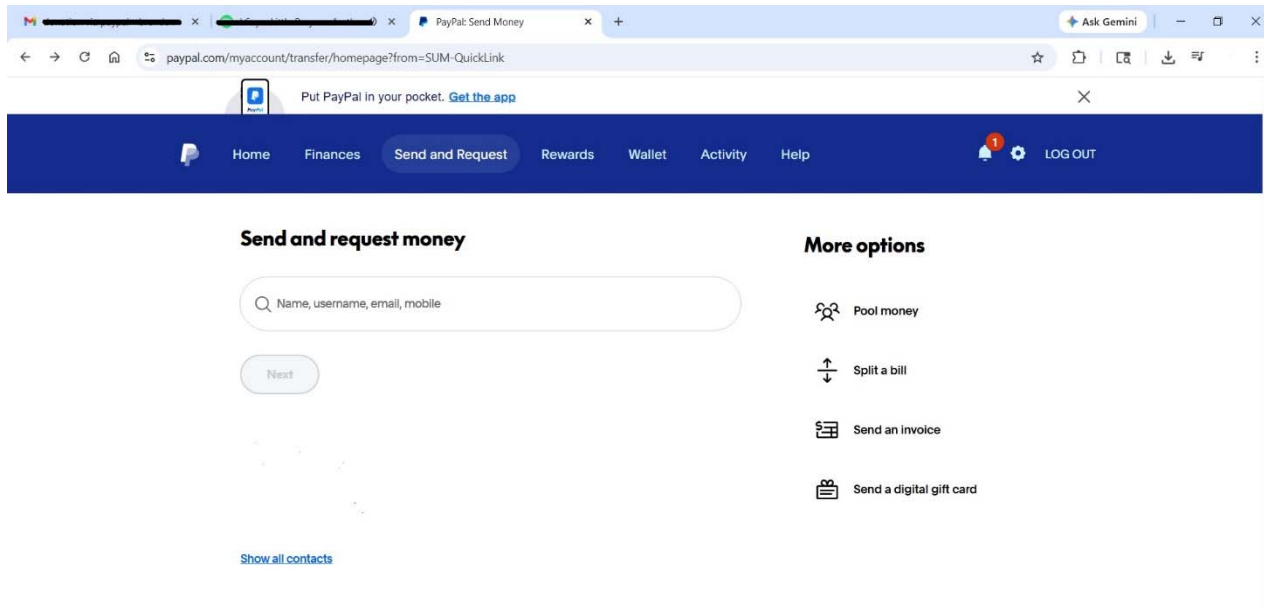 PayPal: Send Money
Ask Gemini
paypal.com/myaccount/transfer/homepage?from=SUM-QuickLink
PayPal
Put PayPal in your pocket. Get the app
Home Finances Send and Request Rewards Wallet Activity Help 1 LOG OUT
Send and request money
Name, username, email, mobile
Next
Show all contacts
More options
Pool money
Split a bill
Send an invoice
Send a digital gift card